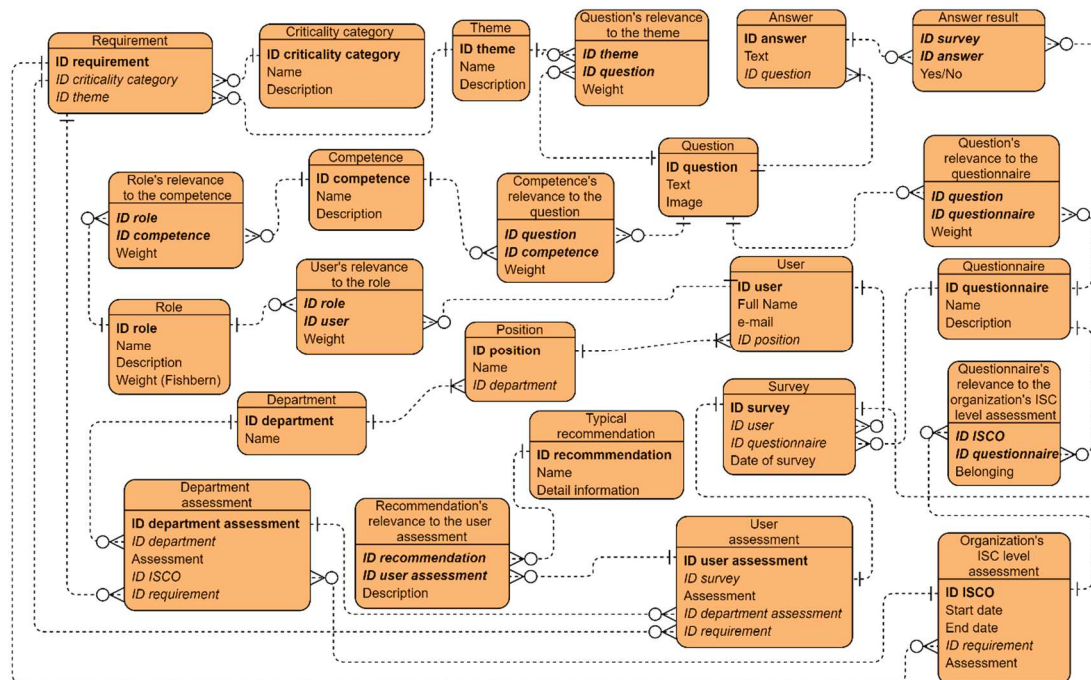 Requirement
ID requirement
ID criticality category
ID theme
Criticality category
ID criticality category
Name
Description
Theme
ID theme
Name
Description
Question's relevance
to the theme
ID theme
ID question
Weight
Answer
ID answer
Text
ID question
Answer result
ID survey
ID answer
Yes/No
Role's relevance
to the competence
ID role
ID competence
Weight
Competence
ID competence
Name
Description
Competence's
relevance to the
question
ID question
ID competence
Weight
Question
ID question
Text
Image
Question's
relevance to the
questionnaire
ID question
ID questionnaire
Weight
Role
ID role
Name
Description
Weight (Fishbern)
User's relevance
to the role
ID role
ID user
Weight
Position
ID position
Name
ID department
User
ID user
Full Name
e-mail
ID position
Questionnaire
ID questionnaire
Name
Description
Department
ID department
Name
Typical
recommendation
ID recommmendation
Name
Detail information
Survey
ID survey
ID user
ID questionnaire
Date of survey
Questionnaire's
relevance to the
organization's ISC
level assessment
ID ISCO
ID questionnaire
Belonging
Department
assessment
ID department assessment
ID department
Assessment
ID ISCO
ID requirement
Recommendation's
relevance to the user
assessment
ID recommendation
ID user assessment
Description
User
assessment
ID user assessment
ID survey
Assessment
ID department assessment
ID requirement
Organization's
ISC level
assessment
ID ISCO
Start date
End date
ID requirement
Assessment